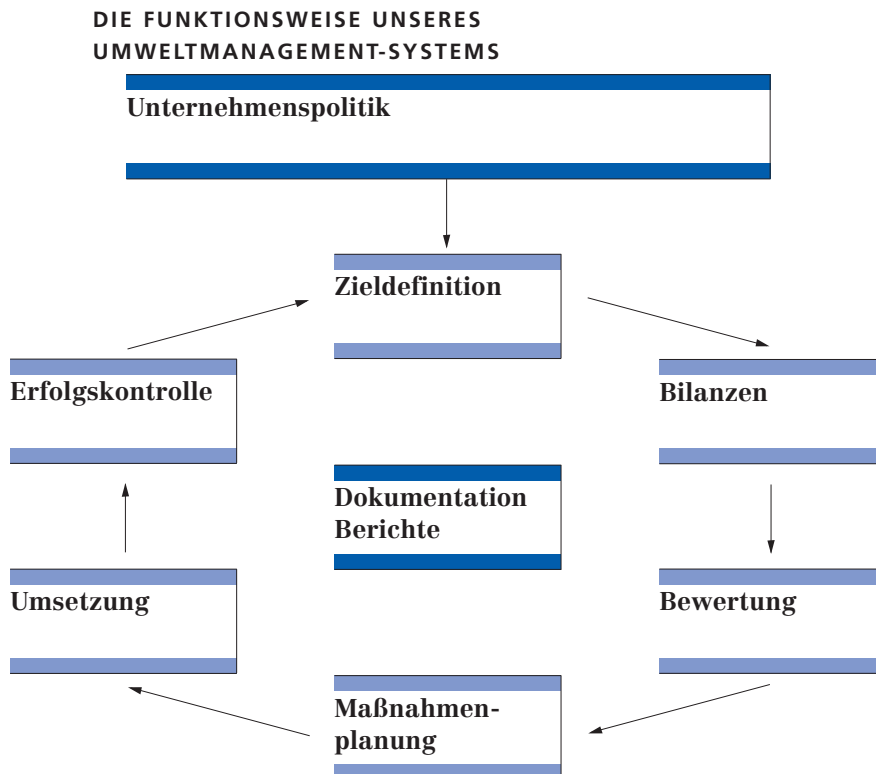 DIE FUNKTIONSWEISE UNSERES
UMWELTMANAGEMENT-SYSTEMS
Unternehmenspolitik
Zieldefinition
Erfolgskontrolle
Bilanzen
Dokumentation
Berichte
Umsetzung
Bewertung
Maßnahmen-
planung